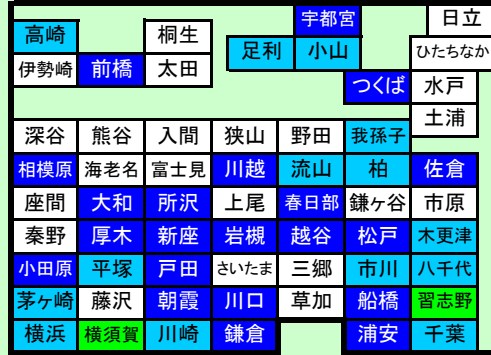 宇都宮 日立
高崎 桐生 足利 小山 ひたちなか
伊勢崎 前橋 太田 つくば 水戸
土浦
深谷 熊谷 入間 狭山 野田 我孫子
相模原 海老名 富士見 川越 流山 柏 佐倉
座間 大和 所沢 上尾 春日部 鎌ヶ谷 市原
秦野 厚木 新座 岩槻 越谷 松戸 木更津
小田原 平塚 戸田 さいたま 三郷 市川 八千代
茅ヶ崎 藤沢 朝霞 川口 草加 船橋 習志野
横浜 横須賀 川崎 鎌倉 浦安 千葉